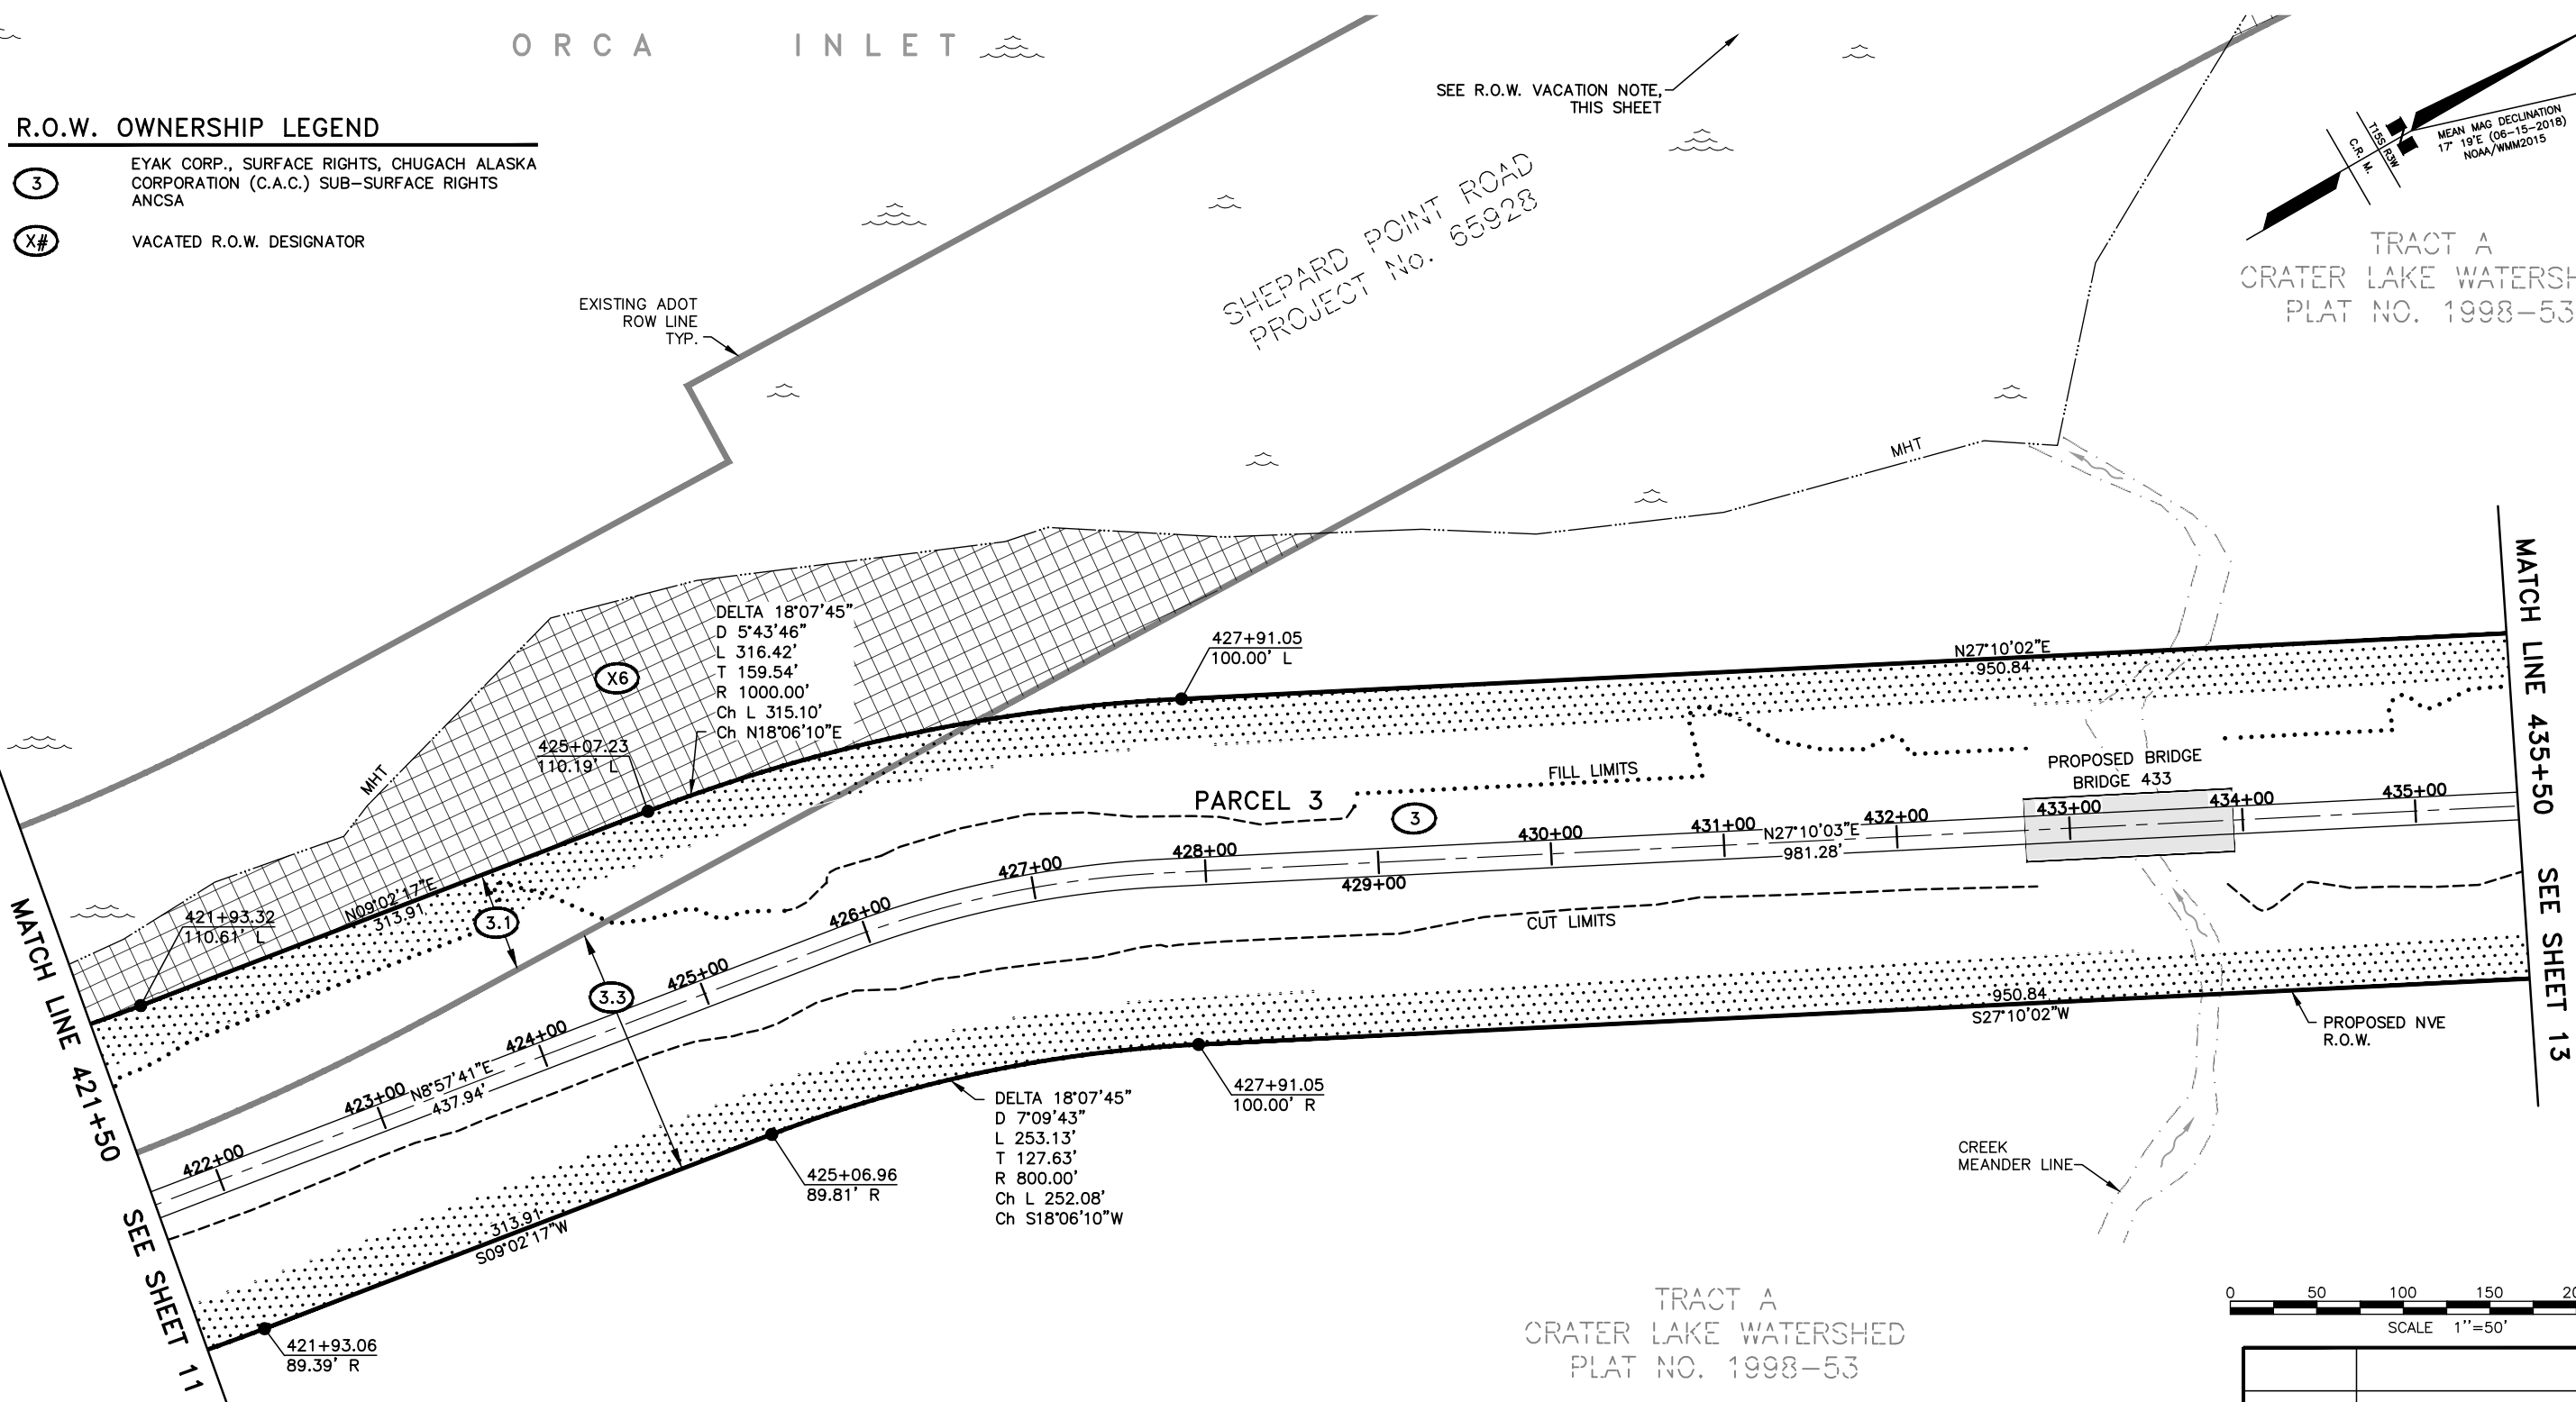 ORCA INLET
R.O.W. OWNERSHIP LEGEND
3
EYAK CORP., SURFACE RIGHTS, CHUGACH ALASKA
CORPORATION (C.A.C.) SUB-SURFACE RIGHTS
ANCSA
X#
VACATED R.O.W. DESIGNATOR
SEE R.O.W. VACATION NOTE,
THIS SHEET
MEAN MAG DECLINATION
17° 19'E (06-15-2018)
NOAA/WMM2015
T15S R3W
C.R. M.
TRACT A
CRATER LAKE
PLAT NO. 1998-53
SHEPARD POINT ROAD
PROJECT No. 65928
EXISTING ADOT
ROW LINE
TYP.
MHT
MHT
DELTA 18°07'45"
D 5°43'46"
L 316.42'
T 159.54'
R 1000.00'
Ch L 315.10'
Ch N18°06'10"E
X6
425+07.23
110.19' L
427+91.05
100.00' L
N27°10'02"E
950.84'
MATCH LINE 435+50 SEE SHEET 13
N09°02'17"E
313.91'
421+93.32
110.61' L
3.1
3.3
PARCEL 3
3
FILL LIMITS
PROPOSED BRIDGE
BRIDGE 433
422+00
423+00
424+00
425+00
426+00
427+00
428+00
429+00
430+00
431+00
432+00
433+00
434+00
435+00
N8°57'41"E
437.94'
N27°10'03"E
981.28'
CUT LIMITS
MATCH LINE 421+50 SEE SHEET 11
950.84
S27°10'02"W
PROPOSED NVE
R.O.W.
427+91.05
100.00' R
DELTA 18°07'45"
D 7°09'43"
L 253.13'
T 127.63'
R 800.00'
Ch L 252.08'
Ch S18°06'10"W
425+06.96
89.81' R
313.91
S09°02'17"W
421+93.06
89.39' R
CREEK
MEANDER LINE
TRACT A
CRATER LAKE WATERSHED
PLAT NO. 1998-53
0 50 100 150
SCALE 1"=50'